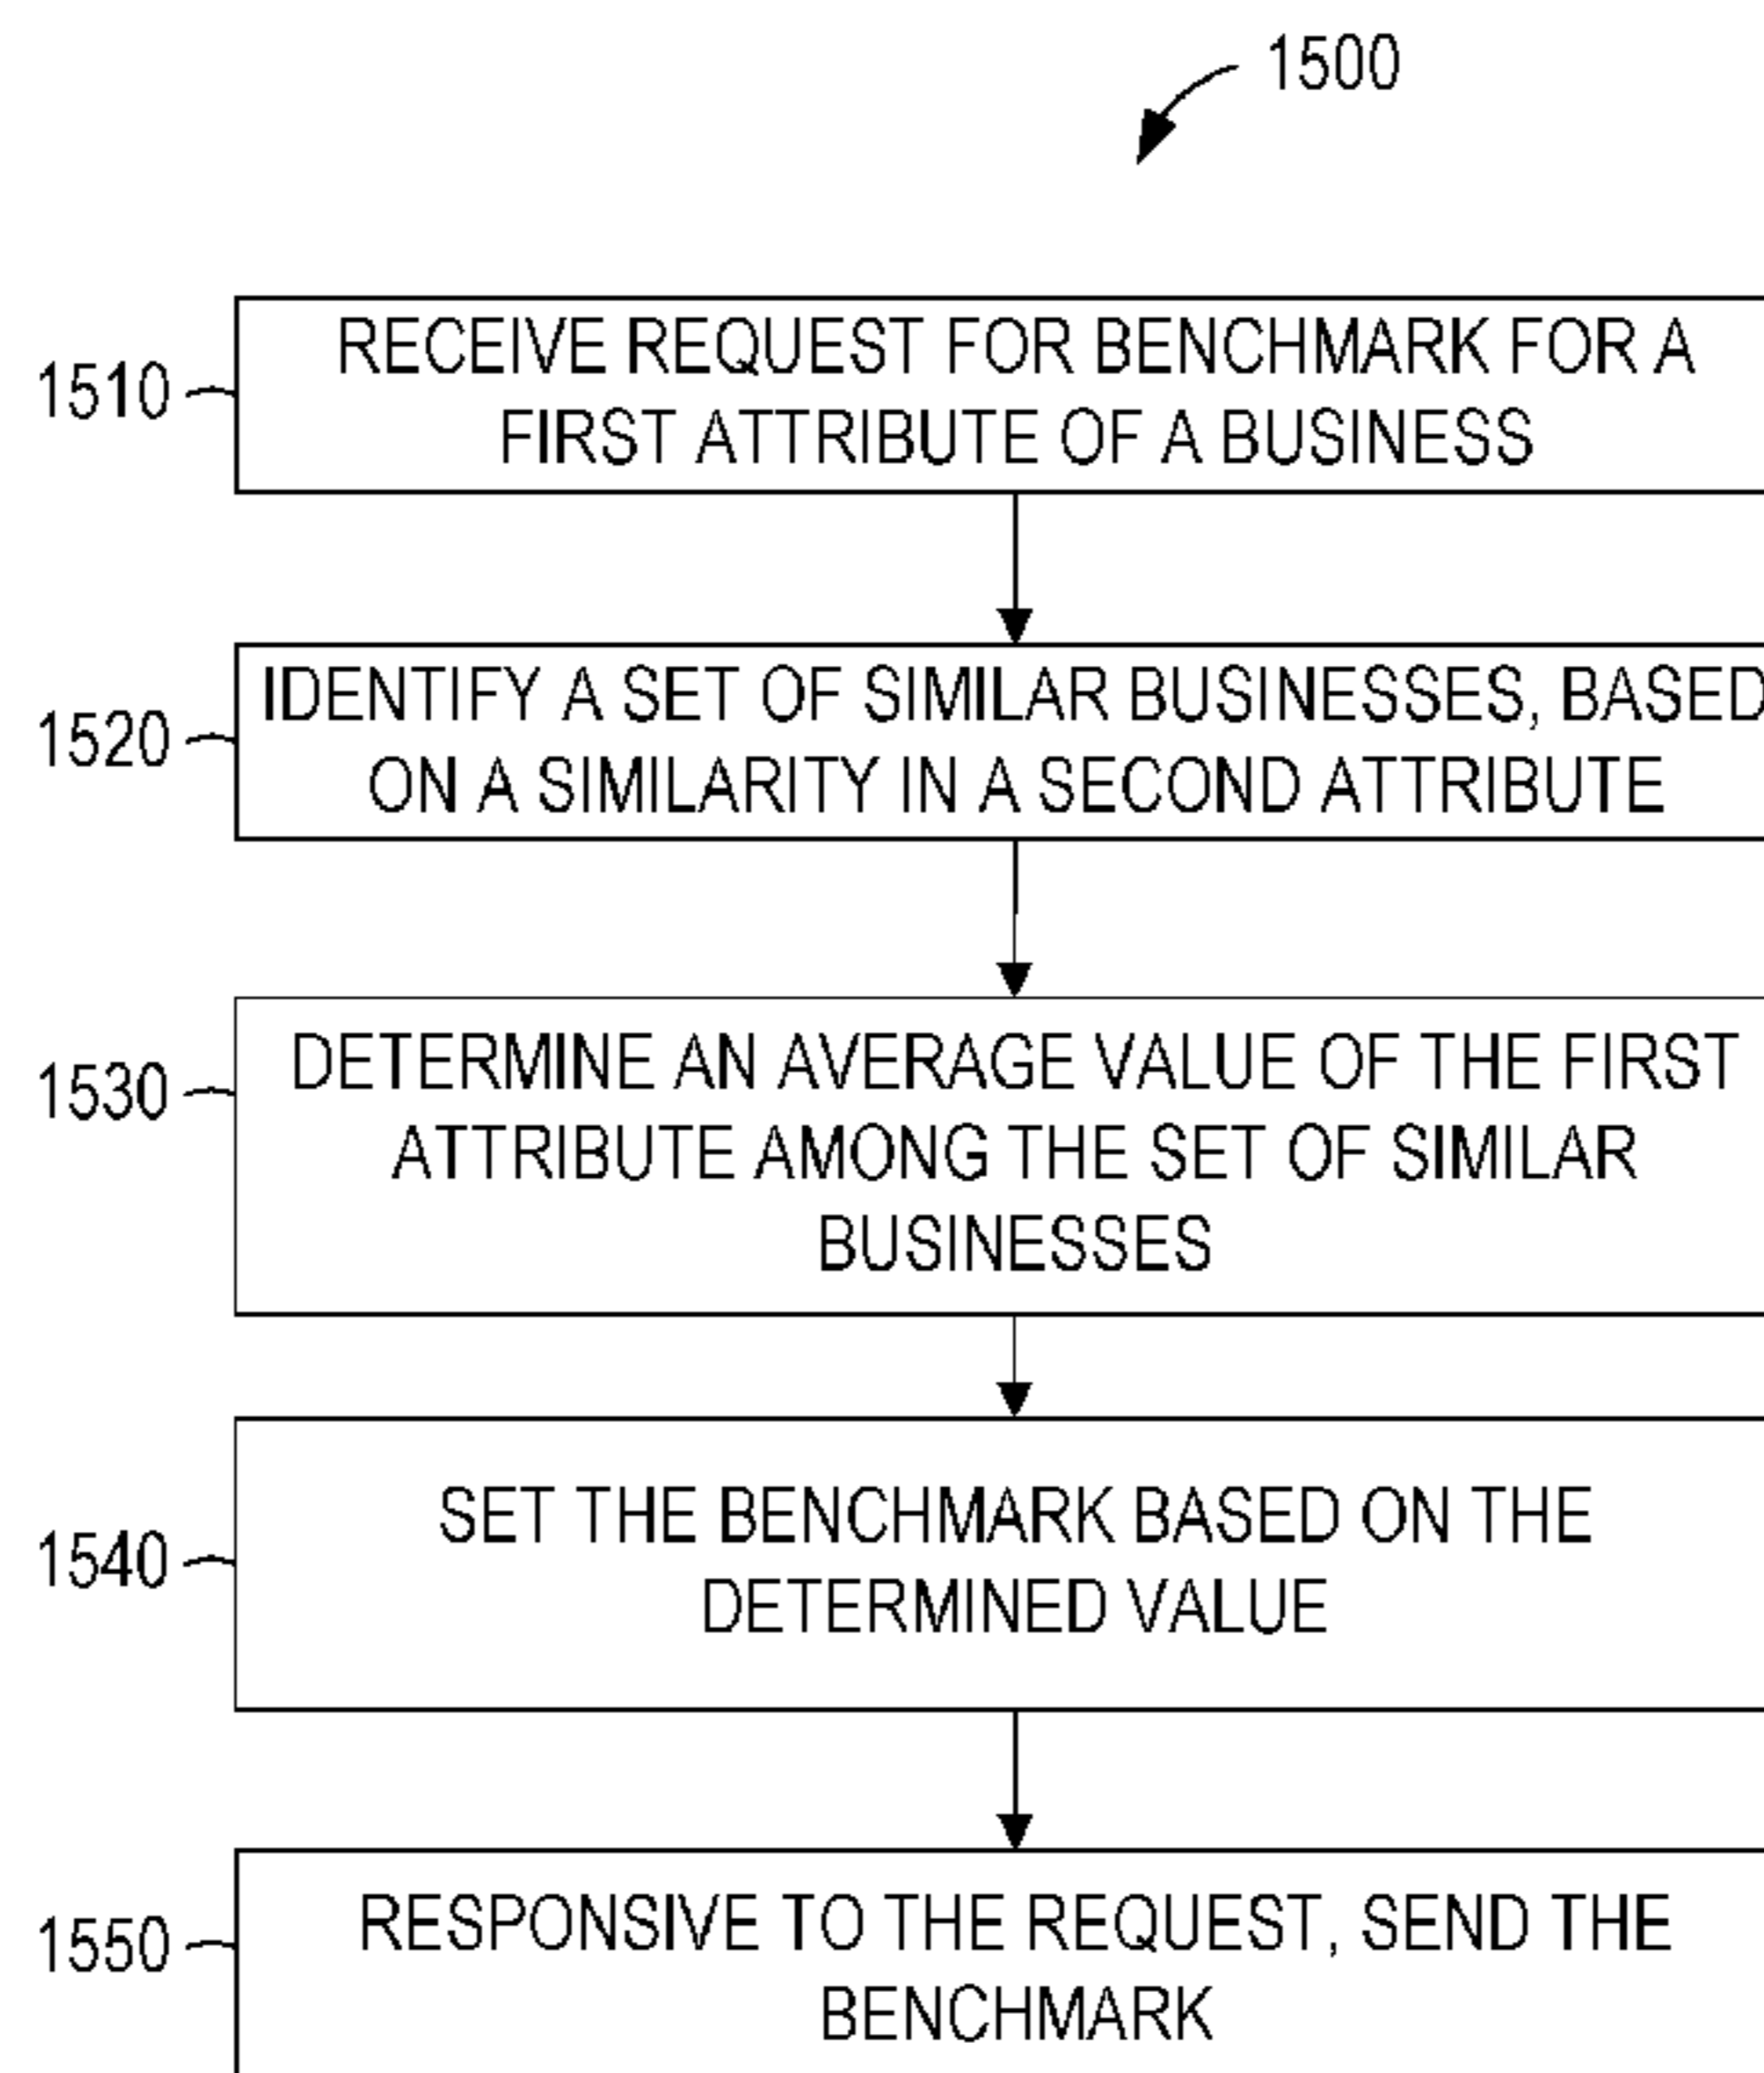 1500
1510
RECEIVE REQUEST FOR BENCHMARK FOR A
FIRST ATTRIBUTE OF A BUSINESS
1520
IDENTIFY A SET OF SIMILAR BUSINESSES, BASED
ON A SIMILARITY IN A SECOND ATTRIBUTE
1530
DETERMINE AN AVERAGE VALUE OF THE FIRST
ATTRIBUTE AMONG THE SET OF SIMILAR
BUSINESSES
1540
SET THE BENCHMARK BASED ON THE
DETERMINED VALUE
1550
RESPONSIVE TO THE REQUEST, SEND THE
BENCHMARK